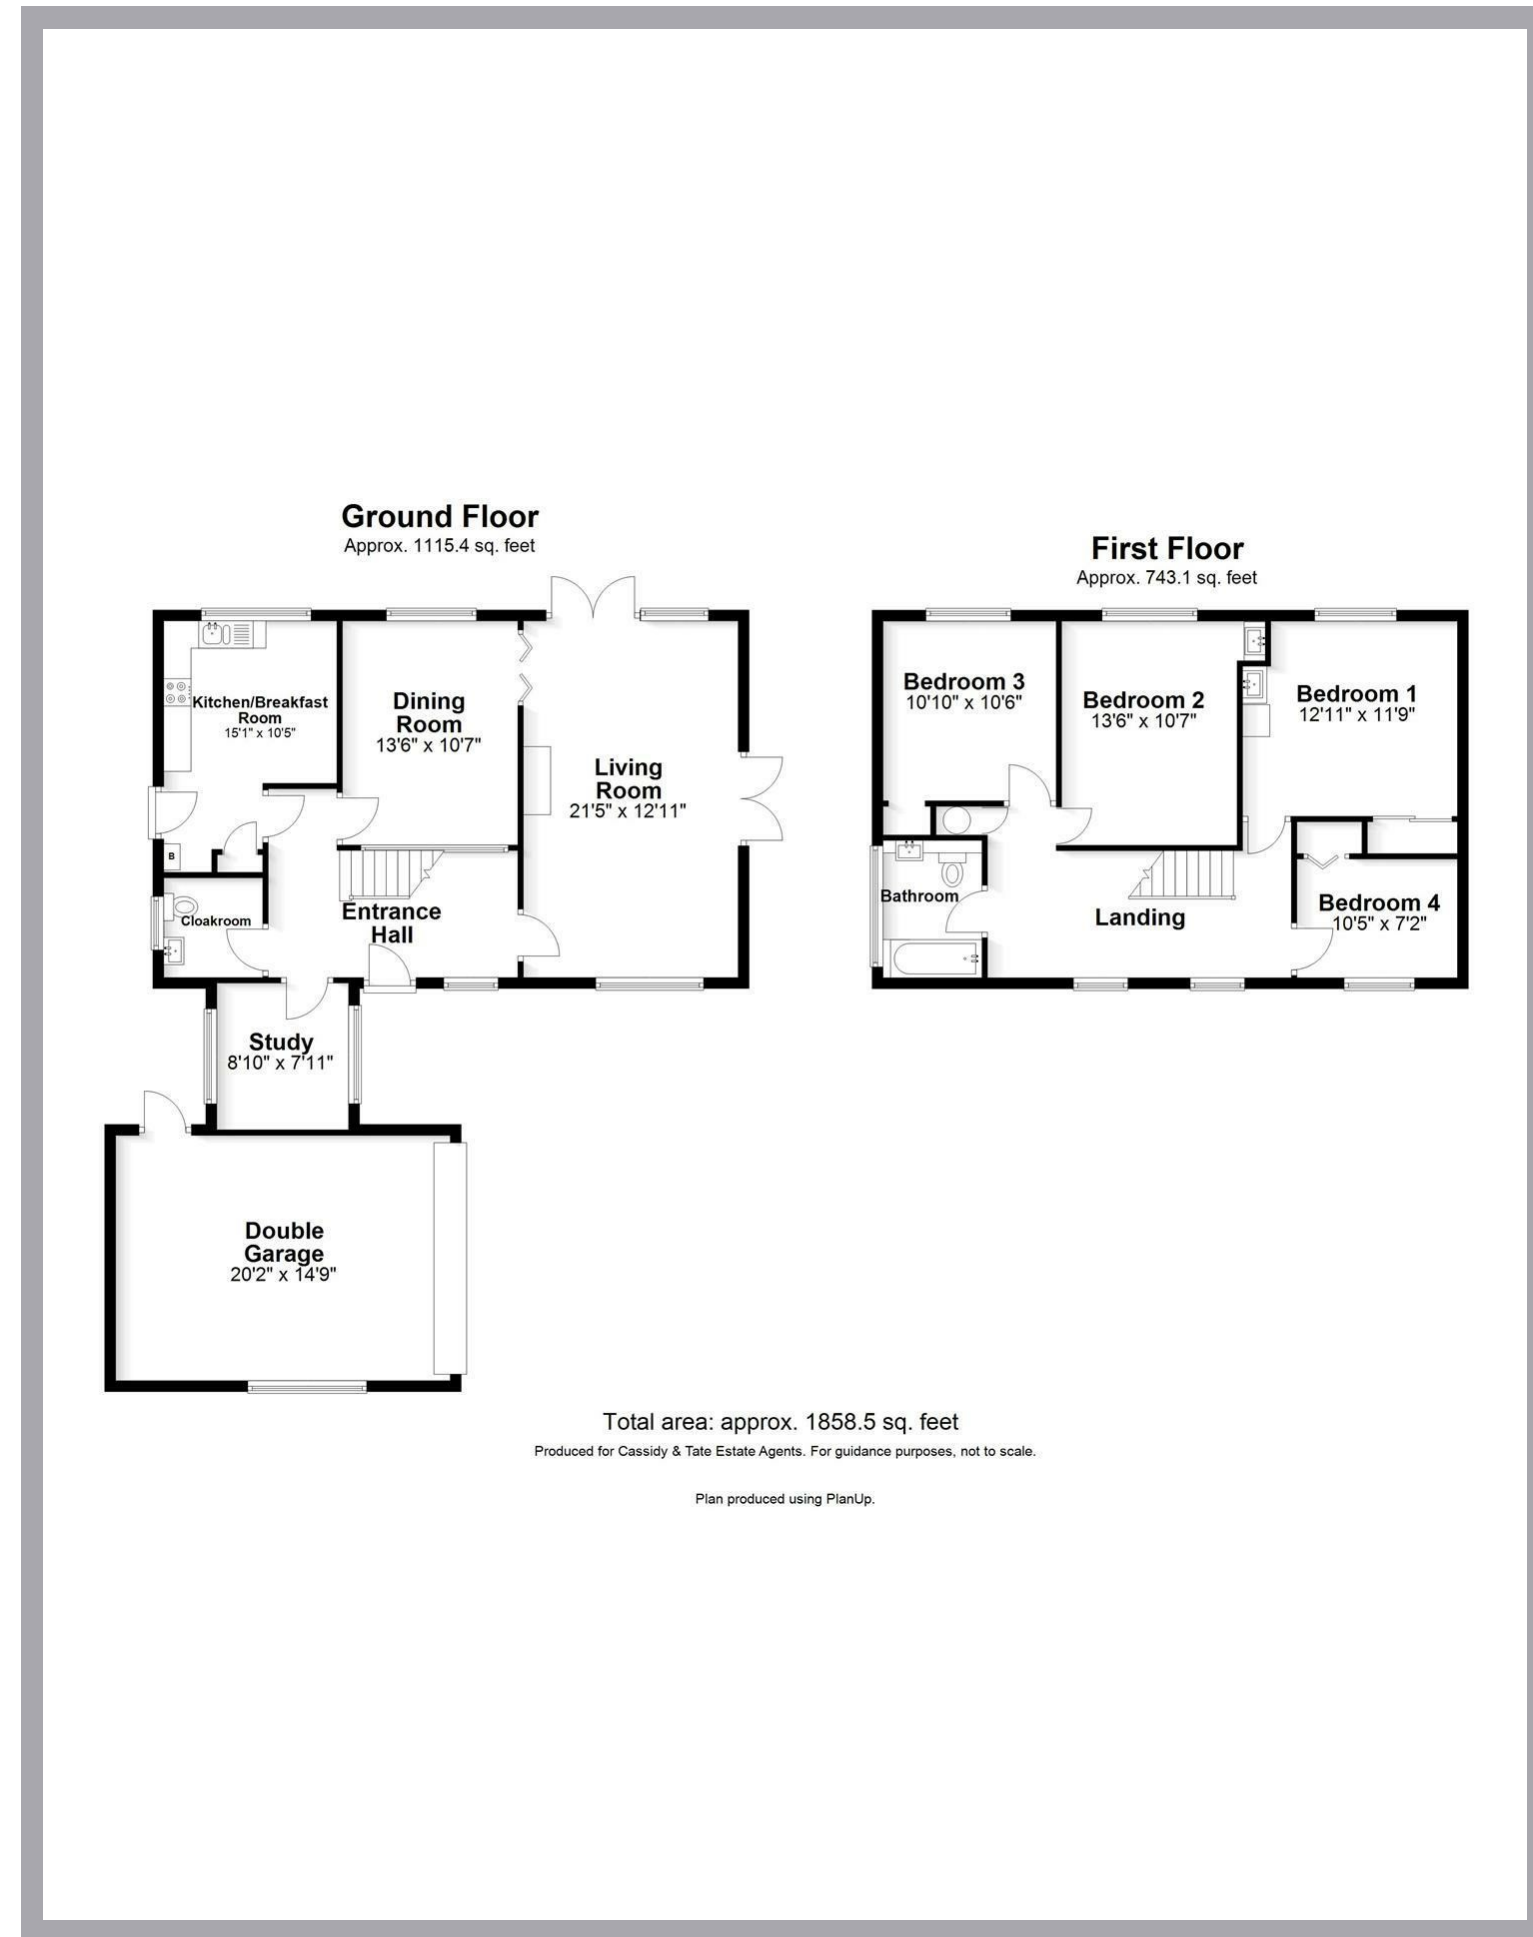 Ground Floor
Approx. 1115.4 sq. feet
Kitchen/Breakfast
Room
15'1" x 10'5"
Dining
Room
13'6" x 10'7"
Living
Room
21'5" x 12'11"
B
Cloakroom
Entrance
Hall
Study
8'10" x 7'11"
Double
Garage
20'2" x 14'9"
First Floor
Approx. 743.1 sq. feet
Bedroom 3
10'10" x 10'6"
Bedroom 2
13'6" x 10'7"
Bedroom 1
12'11" x 11'9"
Bathroom
Landing
Bedroom 4
10'5" x 7'2"
Total area: approx. 1858.5 sq. feet
Produced for Cassidy & Tate Estate Agents. For guidance purposes, not to scale.
Plan produced using PlanUp.